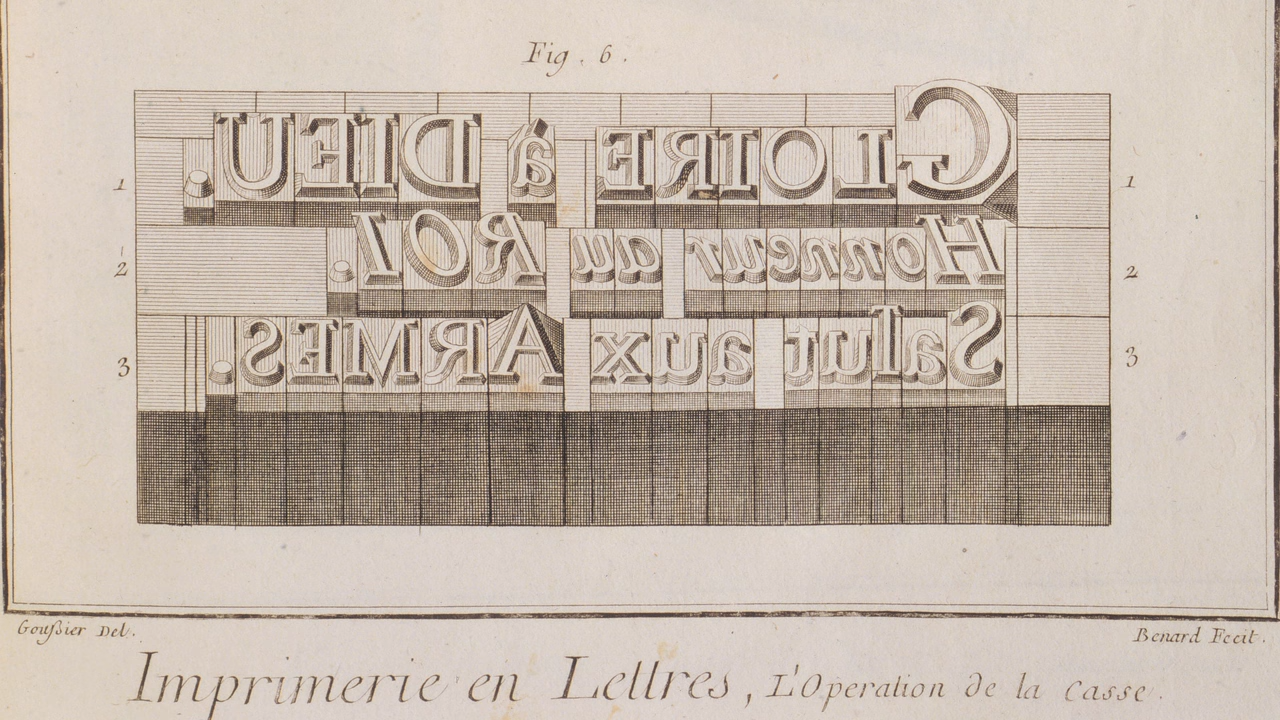 Fig. 6.
1 GLOIRE à DIEU. 1
2 Honneur au ROI. 2
3 Salut aux ARMES. 3
Goußier Del.
Benard Fecit.
Imprimerie en Lettres, L'Operation de la Casse.